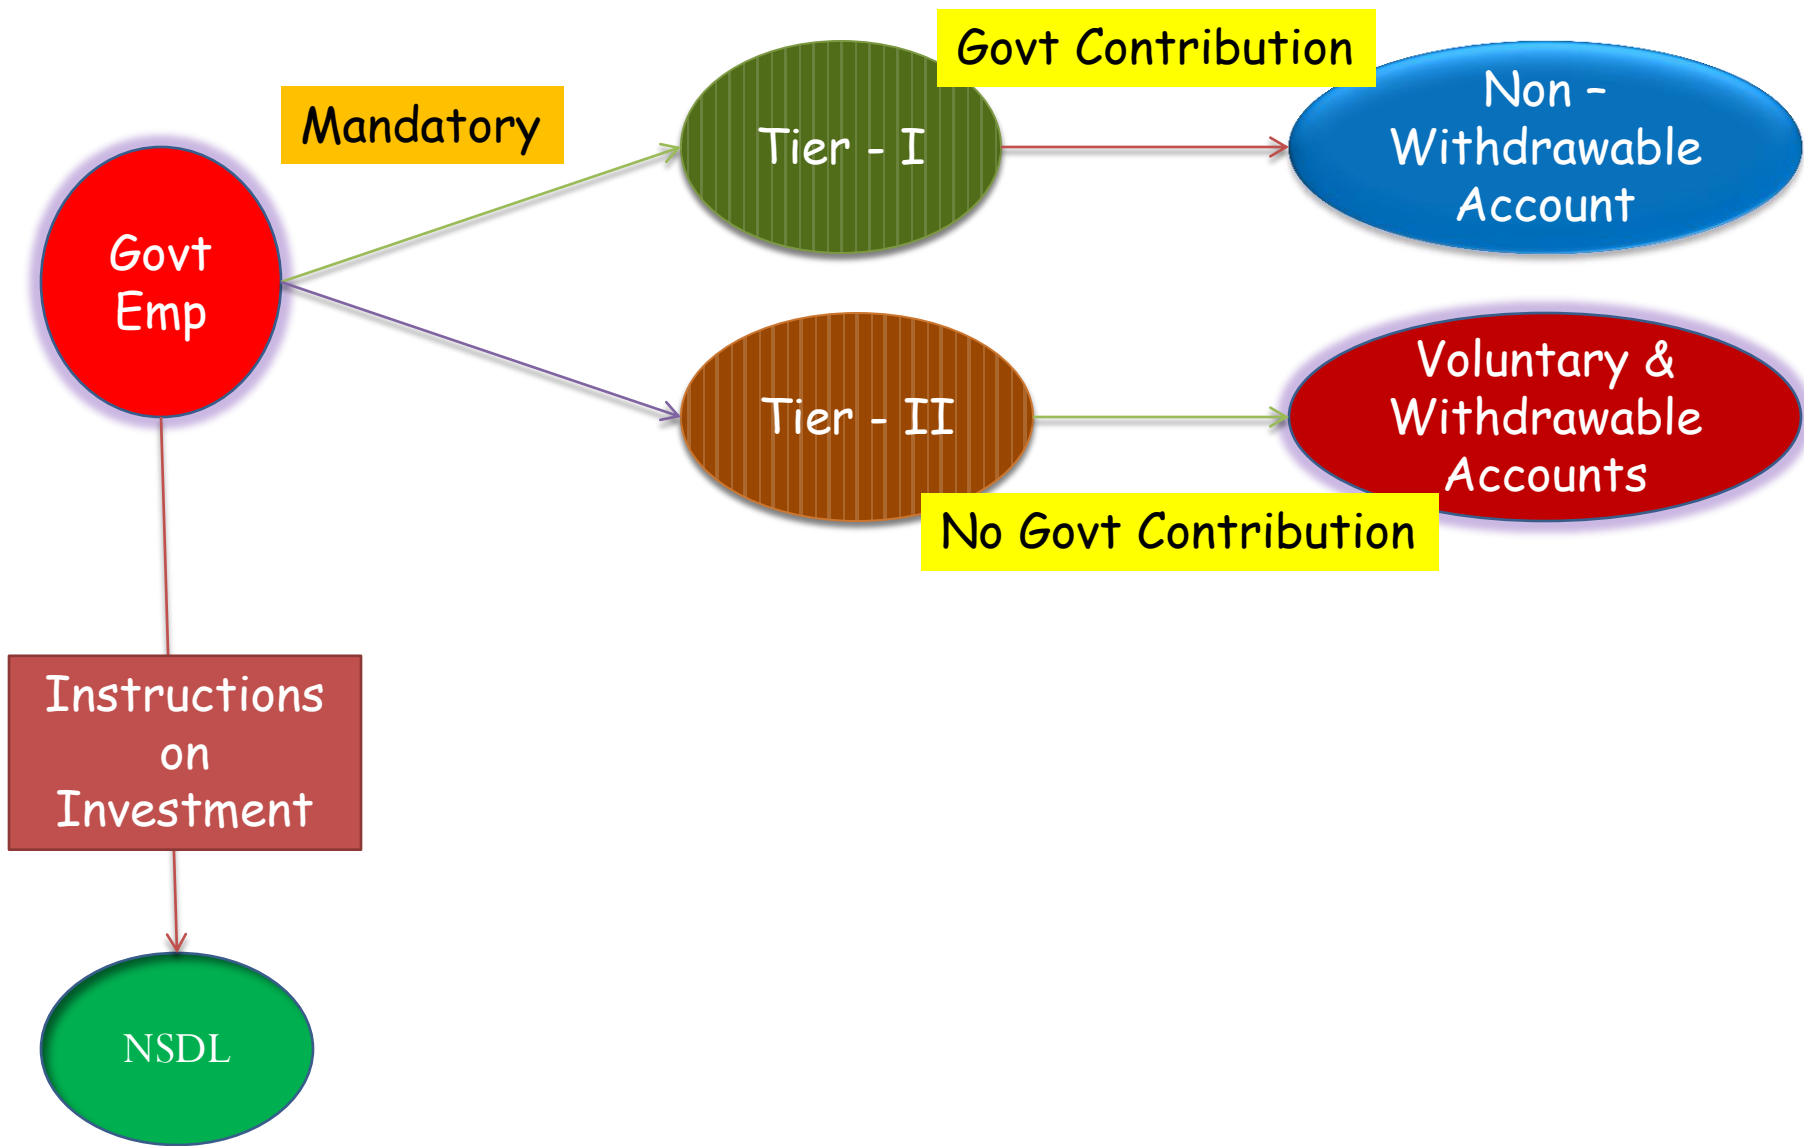 Govt Contribution
Mandatory
Tier - I
Non –
Withdrawable
Account
Govt
Emp
Tier - II
Voluntary &
Withdrawable
Accounts
No Govt Contribution
Instructions
on
Investment
NSDL